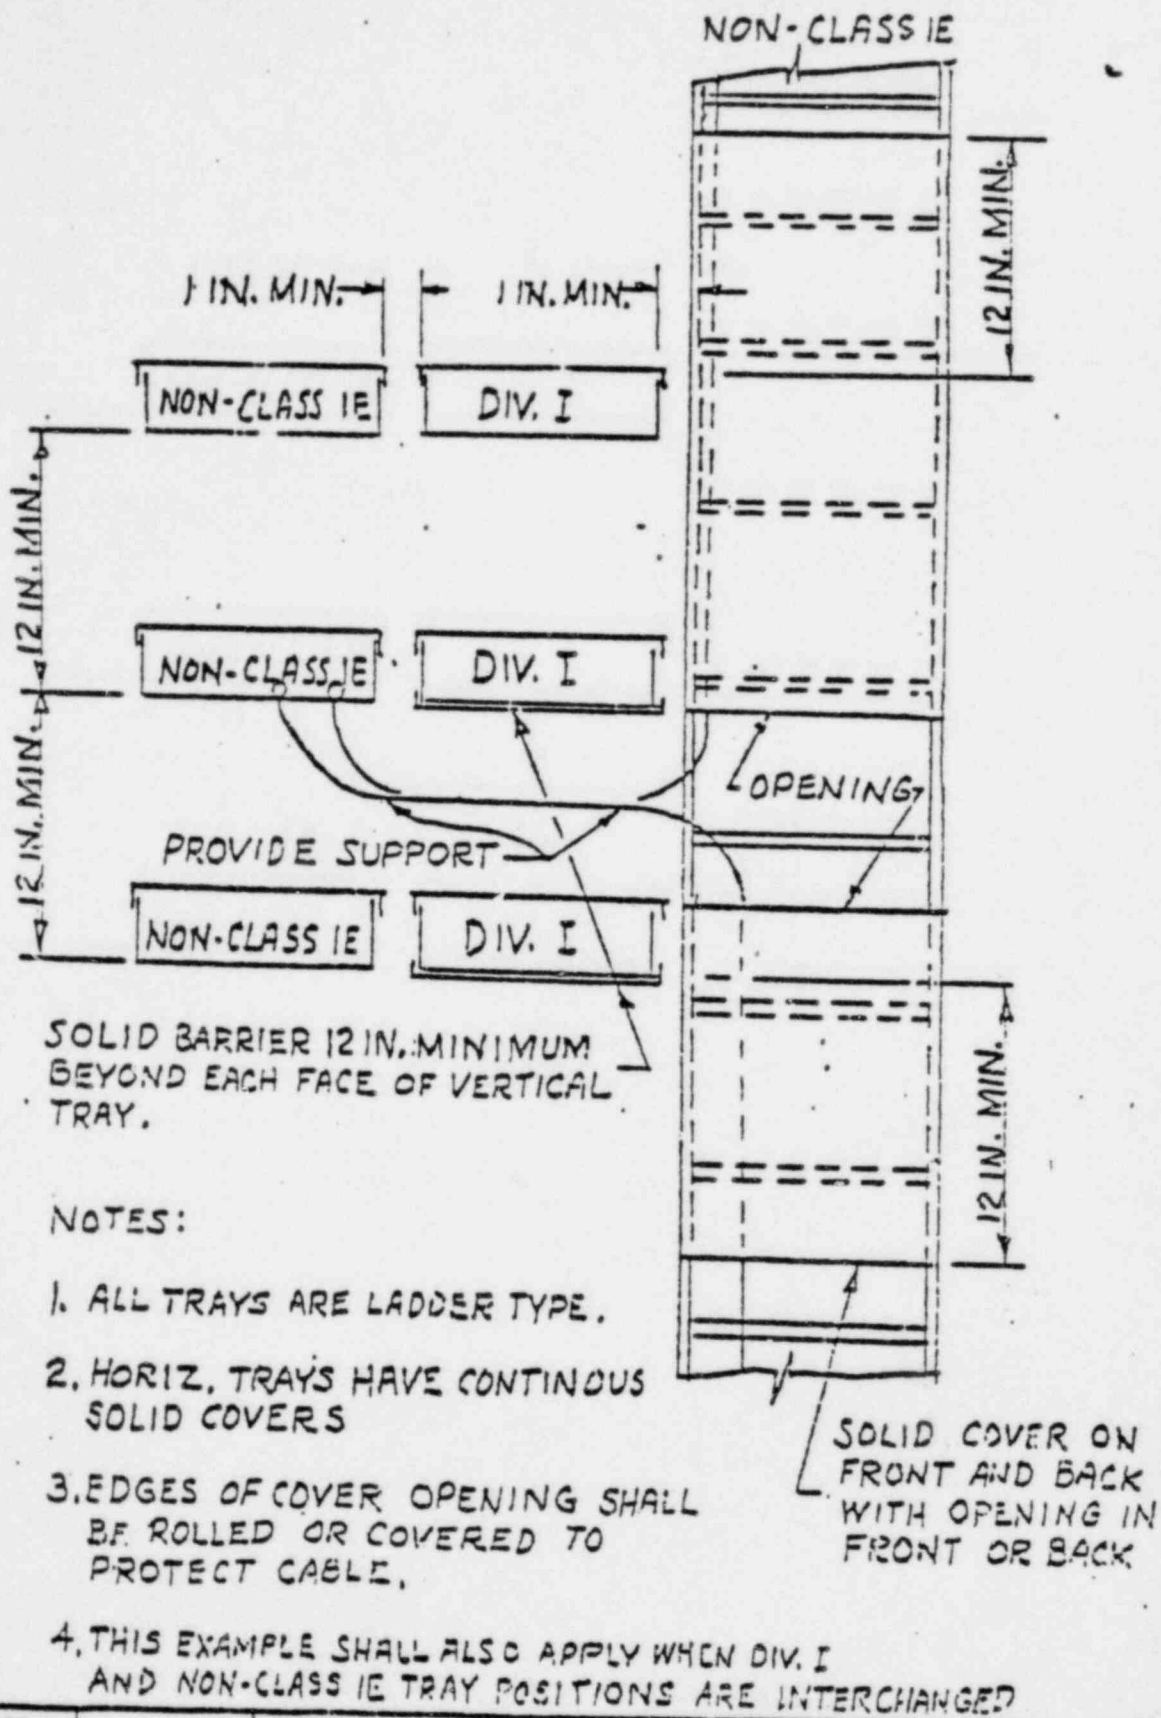 NON-CLASS IE
12 IN. MIN.
1 IN. MIN.
1 IN. MIN.
NON-CLASS IE
DIV. I
12 IN. MIN.
NON-CLASS IE
DIV. I
12 IN. MIN.
OPENING
PROVIDE SUPPORT
NON-CLASS IE
DIV. I
SOLID BARRIER 12 IN. MINIMUM
BEYOND EACH FACE OF VERTICAL
TRAY.
12 IN. MIN.
NOTES:
1. ALL TRAYS ARE LADDER TYPE.
2. HORIZ. TRAYS HAVE CONTINOUS
SOLID COVERS
3. EDGES OF COVER OPENING SHALL
BE ROLLED OR COVERED TO
PROTECT CABLE.
SOLID COVER ON
FRONT AND BACK
WITH OPENING IN
FRONT OR BACK
4. THIS EXAMPLE SHALL ALSO APPLY WHEN DIV. I
AND NON-CLASS IE TRAY POSITIONS ARE INTERCHANGED